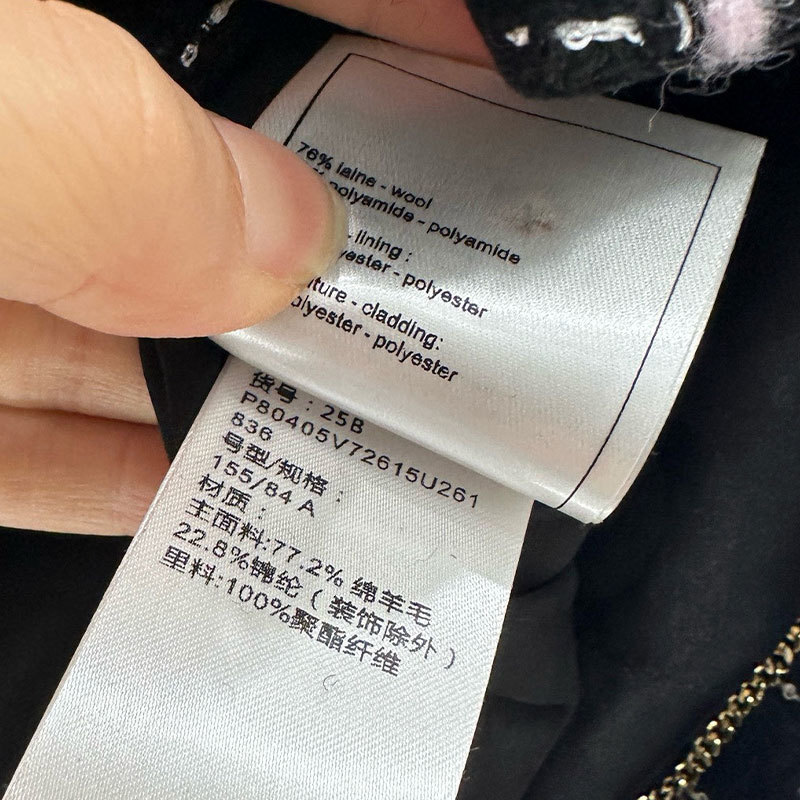 76% laine - wool
% polyamide - polyamide
- lining :
yester - polyester
iture - cladding:
olyester - polyester
货号：25B
P80405V72615U261
836
号型/规格：
155/84 A
材质：
主面料:77.2% 绵羊毛
22.8%锦纶（装饰除外）
里料:100%聚酯纤维